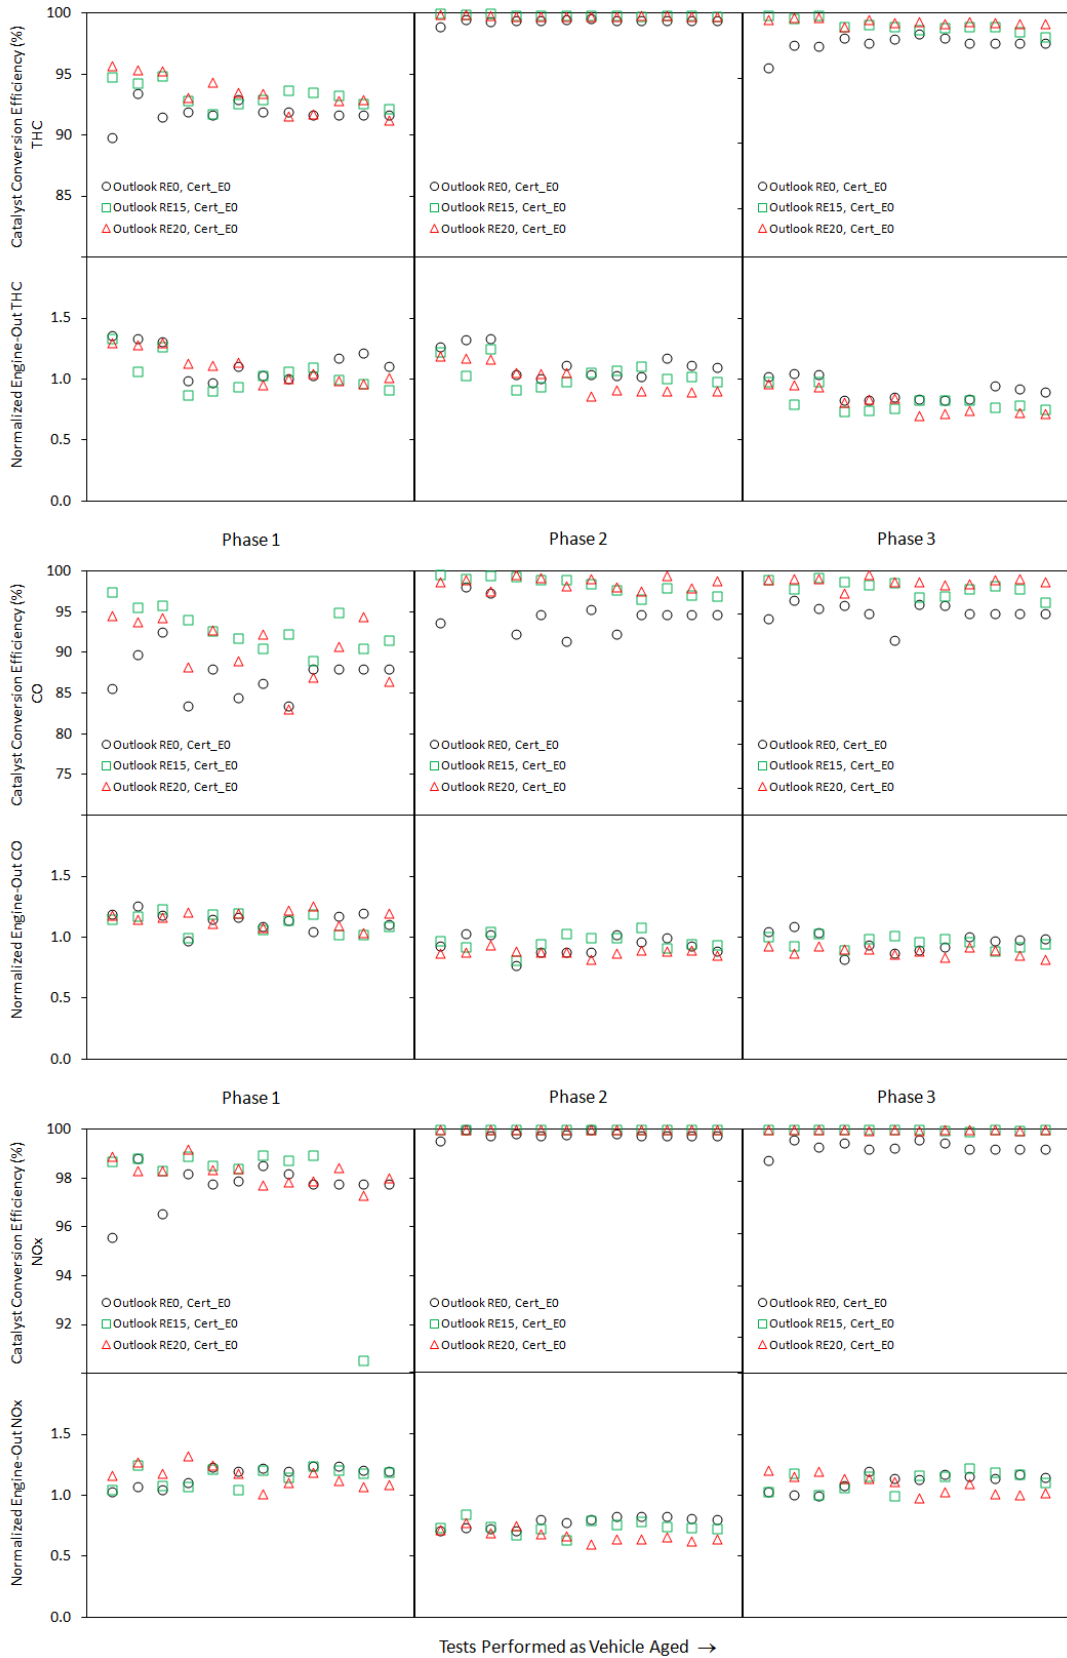 Catalyst Conversion Efficiency (%)
THC
100
95
90
85
Outlook RE0, Cert_E0
Outlook RE15, Cert_E0
Outlook RE20, Cert_E0
Outlook RE0, Cert_E0
Outlook RE15, Cert_E0
Outlook RE20, Cert_E0
Outlook RE0, Cert_E0
Outlook RE15, Cert_E0
Outlook RE20, Cert_E0
Normalized Engine-Out THC
1.5
1.0
0.5
0.0
Phase 1
Phase 2
Phase 3
Catalyst Conversion Efficiency (%)
CO
100
95
90
85
80
75
Outlook RE0, Cert_E0
Outlook RE15, Cert_E0
Outlook RE20, Cert_E0
Outlook RE0, Cert_E0
Outlook RE15, Cert_E0
Outlook RE20, Cert_E0
Outlook RE0, Cert_E0
Outlook RE15, Cert_E0
Outlook RE20, Cert_E0
Normalized Engine-Out CO
1.5
1.0
0.5
0.0
Phase 1
Phase 2
Phase 3
Catalyst Conversion Efficiency (%)
NOx
100
98
96
94
92
Outlook RE0, Cert_E0
Outlook RE15, Cert_E0
Outlook RE20, Cert_E0
Outlook RE0, Cert_E0
Outlook RE15, Cert_E0
Outlook RE20, Cert_E0
Outlook RE0, Cert_E0
Outlook RE15, Cert_E0
Outlook RE20, Cert_E0
Normalized Engine-Out NOx
1.5
1.0
0.5
0.0
Tests Performed as Vehicle Aged →